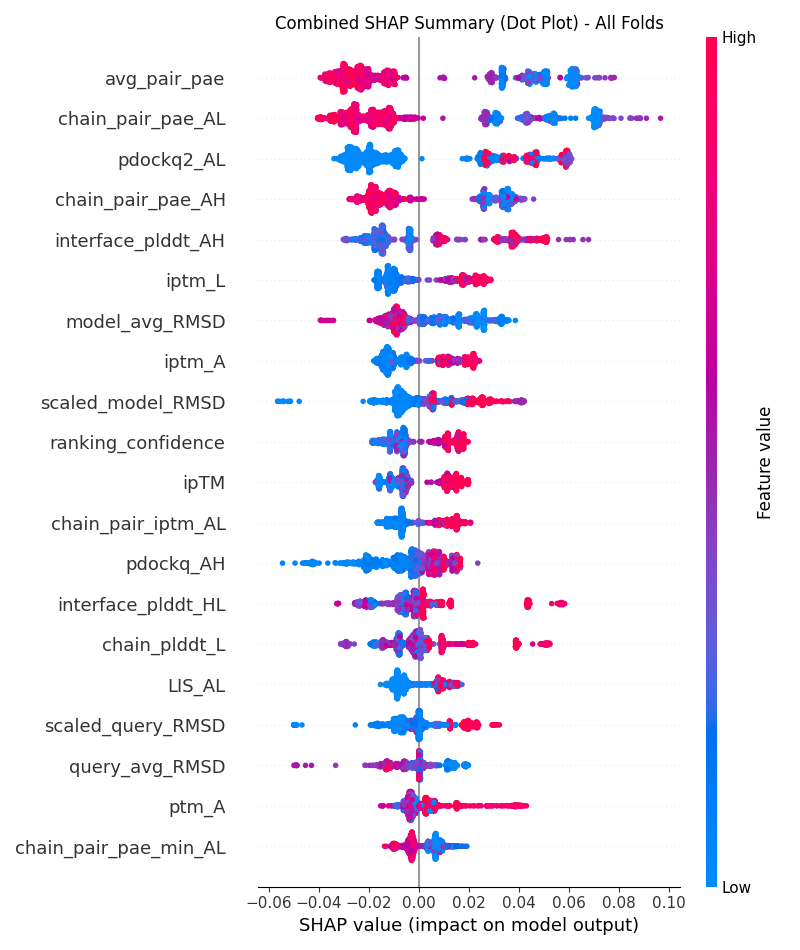 Combined SHAP Summary (Dot Plot) - All Folds
High
avg_pair_pae
chain_pair_pae_AL
pdockq2_AL
chain_pair_pae_AH
interface_plddt_AH
iptm_L
model_avg_RMSD
iptm_A
scaled_model_RMSD
ranking_confidence
ipTM
chain_pair_iptm_AL
pdockq_AH
interface_plddt_HL
chain_plddt_L
LIS_AL
scaled_query_RMSD
query_avg_RMSD
ptm_A
chain_pair_pae_min_AL
Feature value
Low
−0.06 −0.04 −0.02 0.00 0.02 0.04 0.06 0.08 0.10
SHAP value (impact on model output)